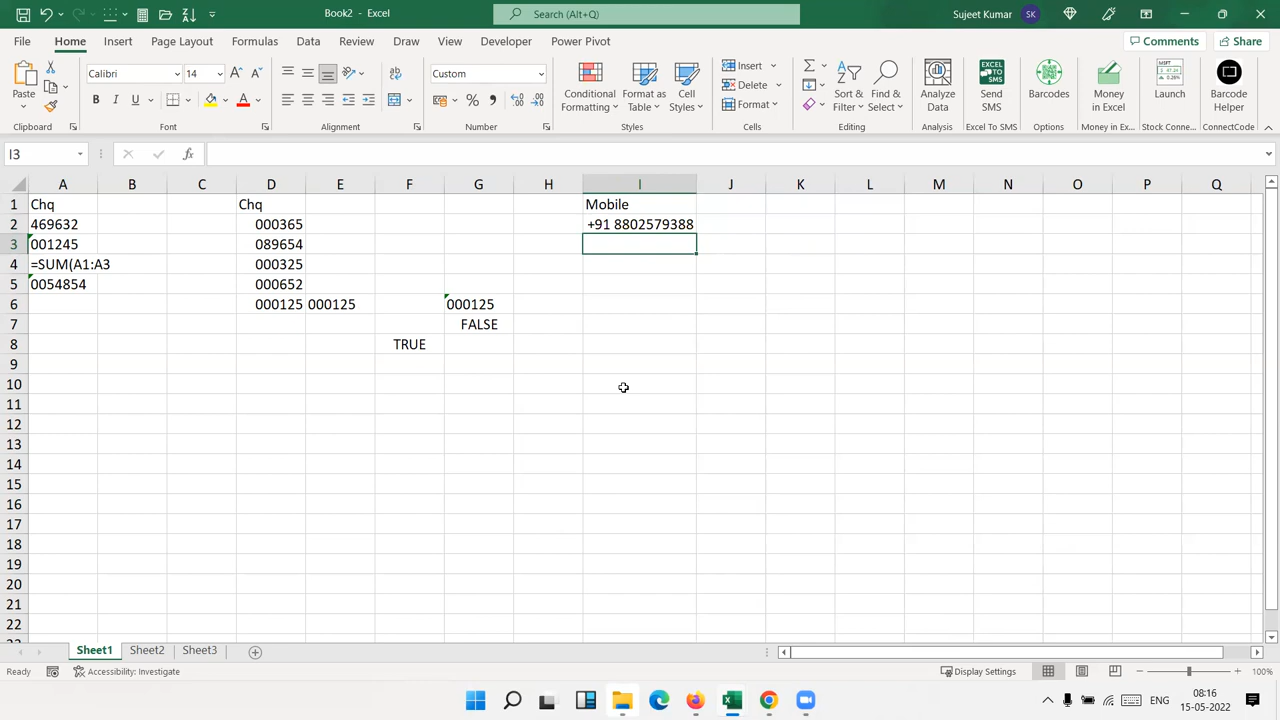 Book2 - Excel
Search (Alt+Q)
Sujeet Kumar
SK
File Home Insert Page Layout Formulas Data Review View Draw Developer Power Pivot
Comments
Share
Paste
Calibri
14
Custom
Insert
Delete
Format
Conditional Formatting
Format as Table
Cell Styles
Sort & Filter
Find & Select
Analyze Data
Send SMS
Barcodes
Money in Excel
Launch
Barcode Helper
Clipboard
Font
Alignment
Number
Styles
Cells
Editing
Analysis
Excel To SMS
Options
Money in Ex...
Stock Conne...
ConnectCode
I3
fx
A B C D E F G H I J K L M N O P Q
1 Chq Chq Mobile
2 469632 000365 +91 8802579388
3 001245 089654
4 =SUM(A1:A3 000325
5 0054854 000652
6 000125 000125 000125
7 FALSE
8 TRUE
9
10
11
12
13
14
15
16
17
18
19
20
21
22
Sheet1 Sheet2 Sheet3
Ready
Accessibility: Investigate
Display Settings
100%
ENG
08:16
15-05-2022